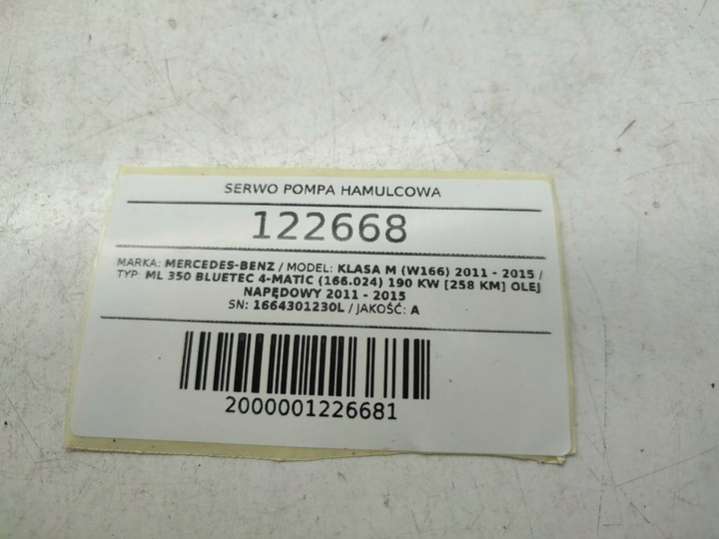 SERWO POMPA HAMULCOWA
122668
MARKA: MERCEDES-BENZ / MODEL: KLASA M (W166) 2011 - 2015 /
TYP: ML 350 BLUETEC 4-MATIC (166.024) 190 KW [258 KM] OLEJ
NAPĘDOWY 2011 - 2015
SN: 1664301230L / JAKOŚĆ: A
2000001226681